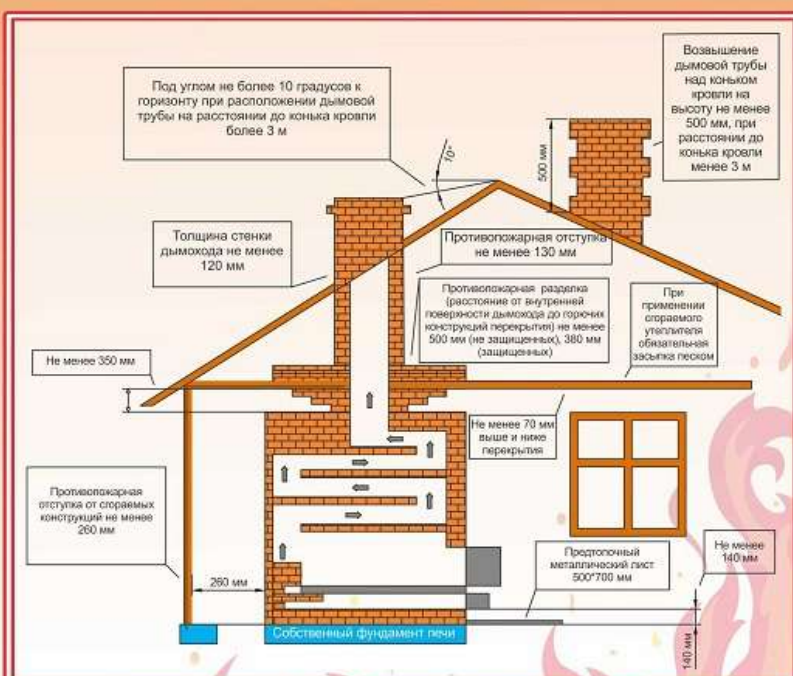 Под углом не более 10 градусов к
горизонту при расположении дымовой
трубы на расстоянии до конька кровли
более 3 м
Возвышение
дымовой трубы
над коньком
кровли на
высоту не менее
500 мм, при
расстоянии до
конька кровли
менее 3 м
10°
500 мм
Толщина стенки
дымохода не менее
120 мм
Противопожарная отступка
не менее 130 мм
Противопожарная разделка
(расстояние от внутренней
поверхности дымохода до горючих
конструкций перекрытия) не менее
500 мм (не защищенных), 380 мм
(защищенных)
При
применении
сгораемого
утеплителя
обязательная
засыпка песком
Не менее 350 мм
Не менее 70 мм
выше и ниже
перекрытия
Противопожарная
отступка от сгораемых
конструкций не менее
260 мм
260 мм
Предтопочный
металлический лист
500*700 мм
Не менее
140 мм
140 мм
Собственный фундамент печи